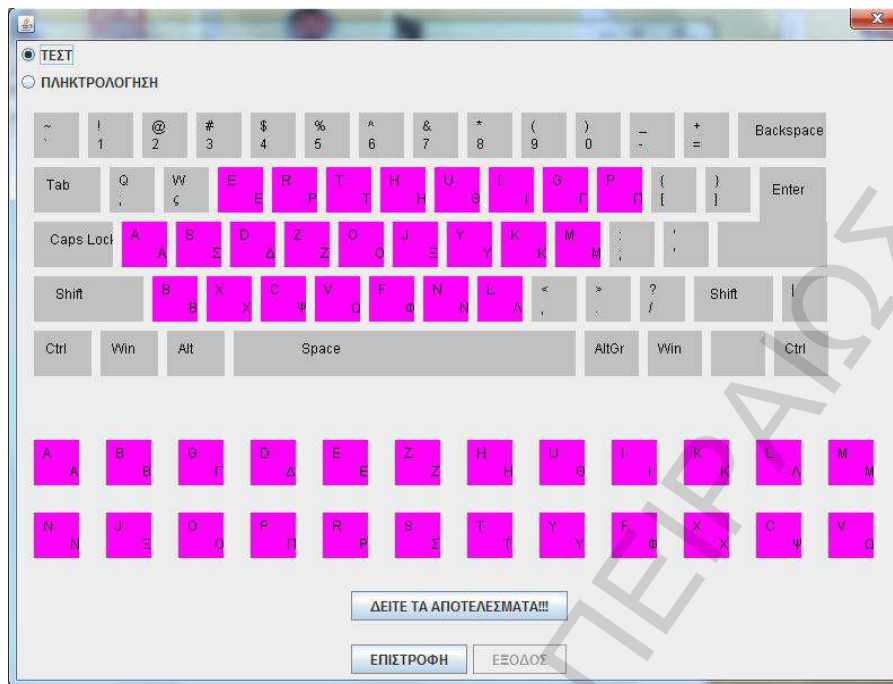 ΤΕΣΤ
ΠΛΗΚΤΡΟΛΟΓΗΣΗ
~ ! @ # $ % ^ & * ( ) _ + Backspace
` 1 2 3 4 5 6 7 8 9 0 - =
Tab Q W E R T H U I G P { } Enter
; ς Ε Ρ Τ Η Θ Ι Γ Π [ ]
Caps Lock A S D Z O J Y K M : '
Α Σ Δ Ζ Ο Ξ Υ Κ Μ ; '
Shift B X C V F N L < > ? Shift |
Β Χ Ψ Ω Φ Ν Λ , . /
Ctrl Win Alt Space AltGr Win Ctrl
A B G D E Z H U I K L M
Α Β Γ Δ Ε Ζ Η Θ Ι Κ Λ Μ
N J O P R S T Y F X C V
Ν Ξ Ο Π Ρ Σ Τ Υ Φ Χ Ψ Ω
ΔΕΙΤΕ ΤΑ ΑΠΟΤΕΛΕΣΜΑΤΑ!!!
ΕΠΙΣΤΡΟΦΗ ΕΞΟΔΟΣ
ΠΕΙΡΑΙΩΣ